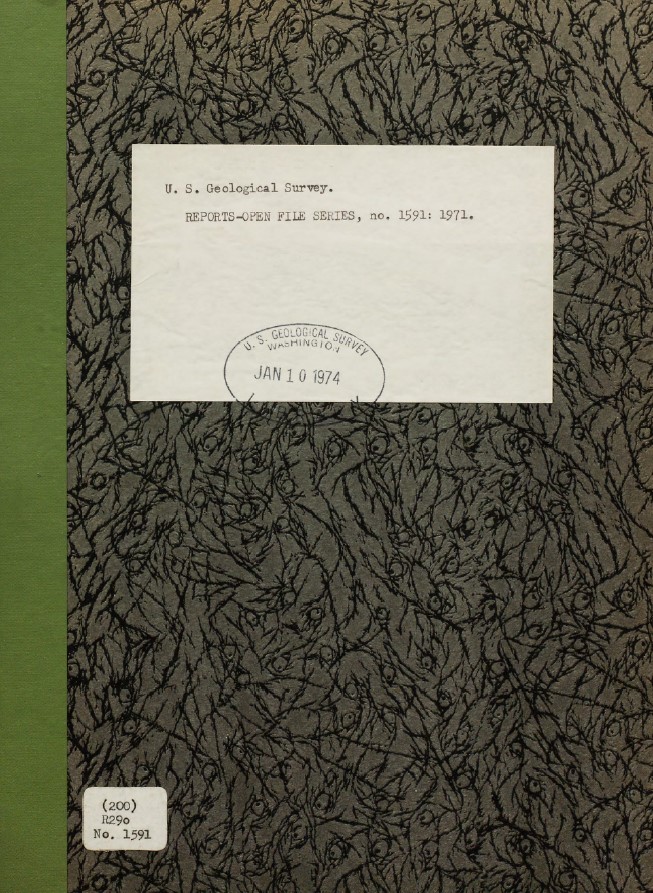 U. S. Geological Survey.
REPORTS-OPEN FILE SERIES, no. 1591: 1971.
U. S. GEOLOGICAL SURVEY
WASHINGTON
JAN 10 1974
(200)
R29o
No. 1591